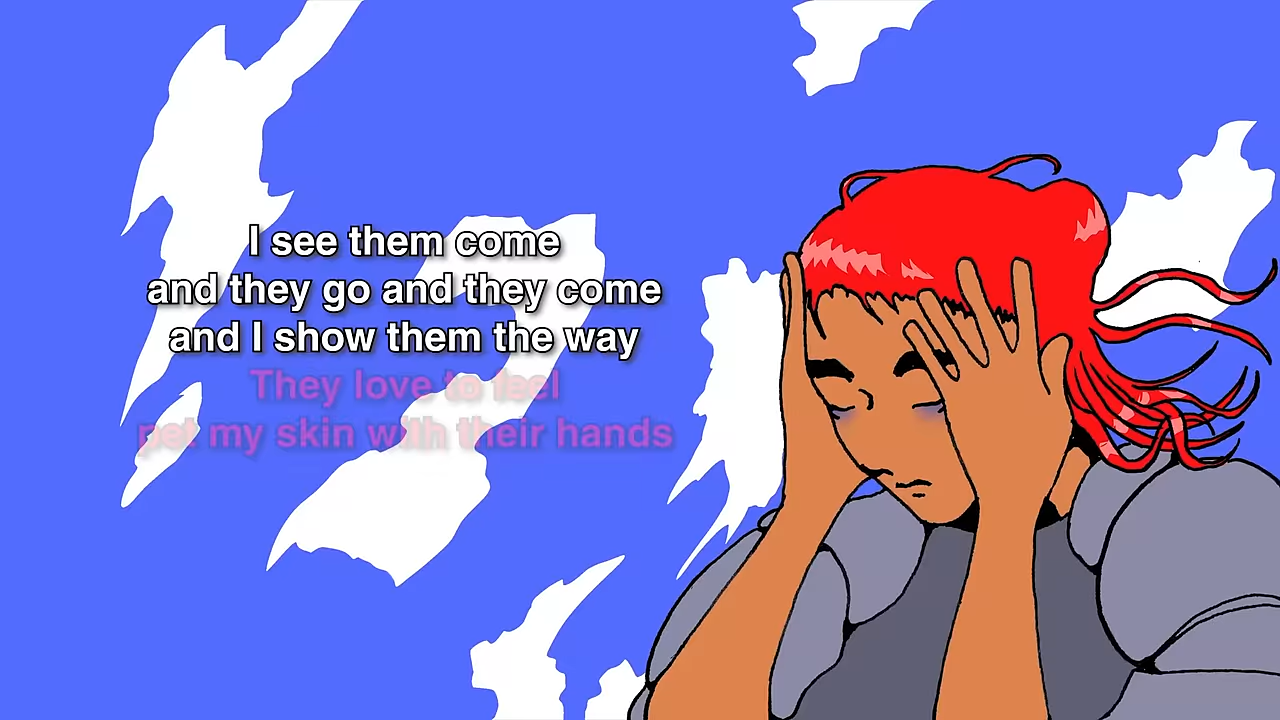 I see them come
and they go and they come
and I show them the way
They love to feel
pet my skin with their hands